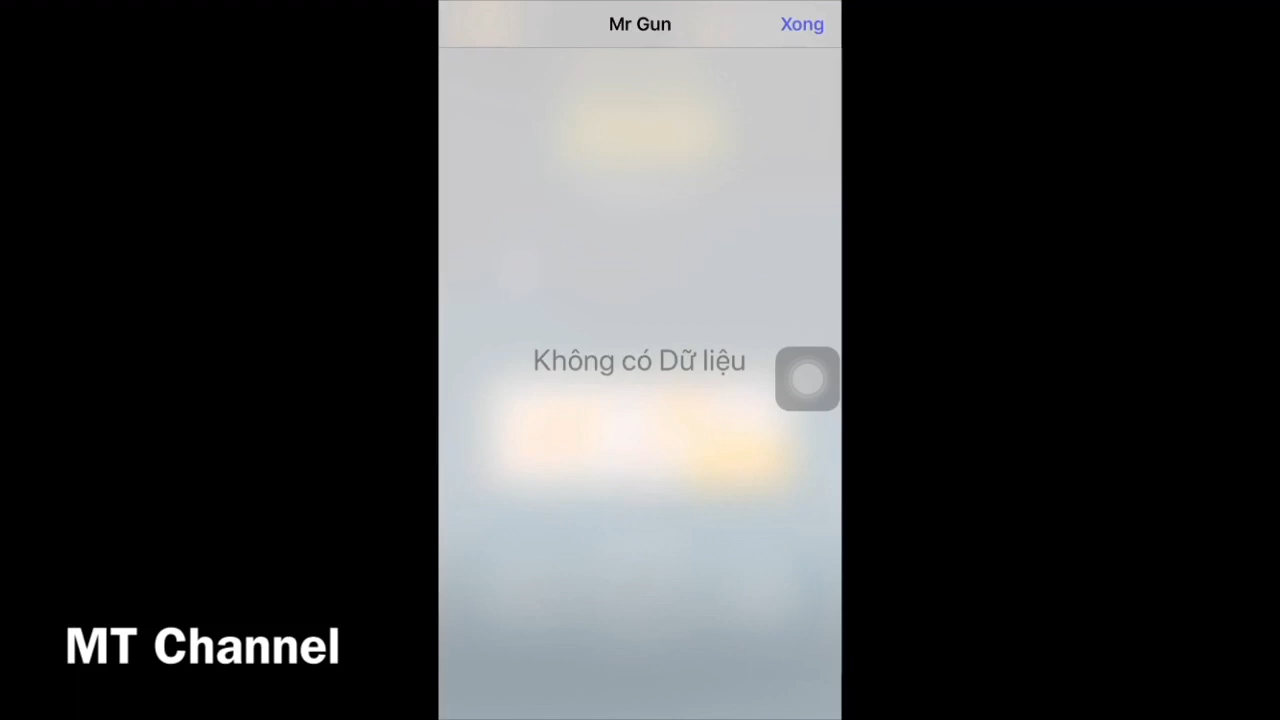 Mr Gun
Xong
Không có Dữ liệu
MT Channel